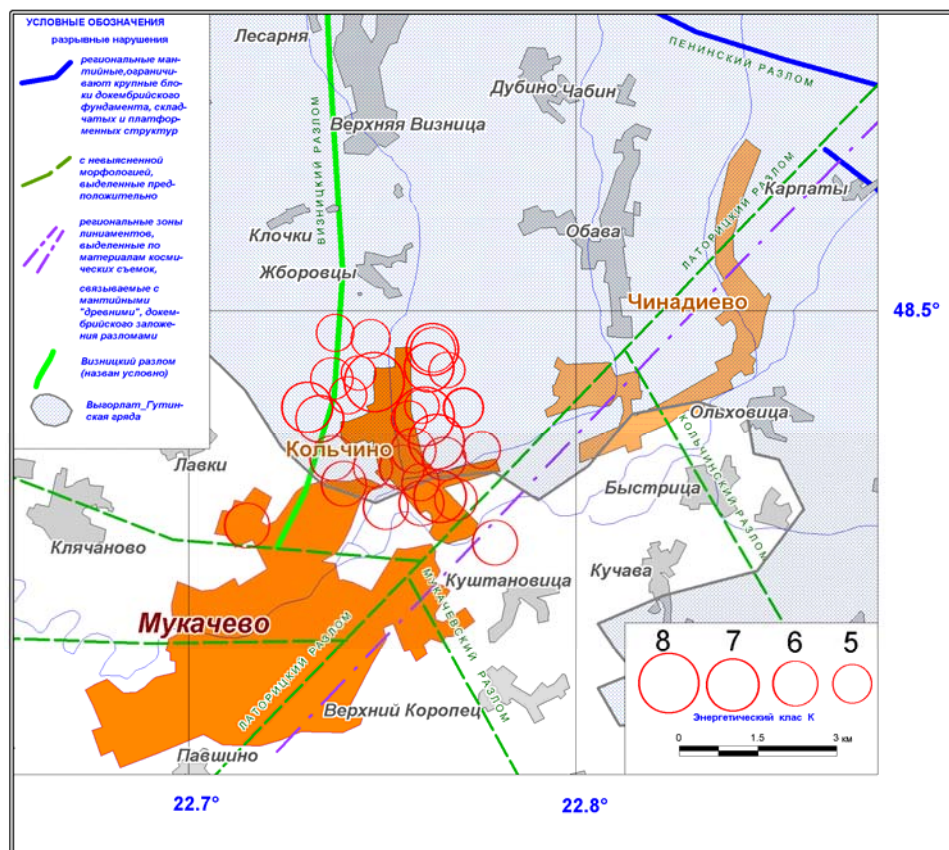 УСЛОВНЫЕ ОБОЗНАЧЕНИЯ
разрывные нарушения
региональные ман-
тийные,ограничи-
вают крупные бло-
ки докембрийского
фундамента, склад-
чатых и платфор-
менных структур
с невыясненной
морфологией,
выделенные пред-
положительно
региональные зоны
линиаментов,
выделенные по
материалам косми-
ческих съемок,
связываемые с
мантийными
"древними", докем-
брийского заложе-
ния разломами
Визницкий разлом
(назван условно)
Выгорлат_Гутин-
ская гряда
Лесарня
ПЕНИНСКИЙ РАЗЛОМ
Дубино
Чабин
Верхняя Визница
ВИЗНИЦКИЙ РАЗЛОМ
ЛАТОРИЦКИЙ РАЗЛОМ
Карпаты
Клочки
Обава
Жборовцы
Чинадиево
48.5°
Ольховица
КОЛЬЧИНСКИЙ РАЗЛОМ
Кольчино
Лавки
Быстрица
Клячаново
Кучава
Куштановица
МУКАЧЕВСКИЙ РАЗЛОМ
Мукачево
ЛАТОРИЦКИЙ РАЗЛОМ
Верхний Коропец
Павшино
8 7 6 5
Энергетический клас К
0 1.5 3 км
22.7° 22.8°